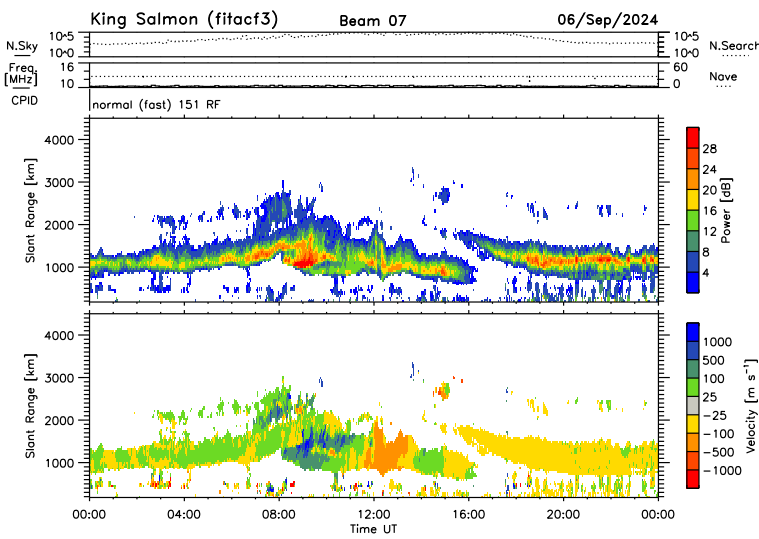 King Salmon (fitacf3) Beam 07 06/Sep/2024
N.Sky 10^5 10^0 10^5 10^0 N.Search
Freq [MHz] 16 10 60 0 Nave
CPID normal (fast) 151 RF
Slant Range [km] 4000 3000 2000 1000
Power [dB] 28 24 20 16 12 8 4
Slant Range [km] 4000 3000 2000 1000
Velocity [m s⁻¹] 1000 500 100 25 −25 −100 −500 −1000
00:00 04:00 08:00 12:00 16:00 20:00 00:00
Time UT